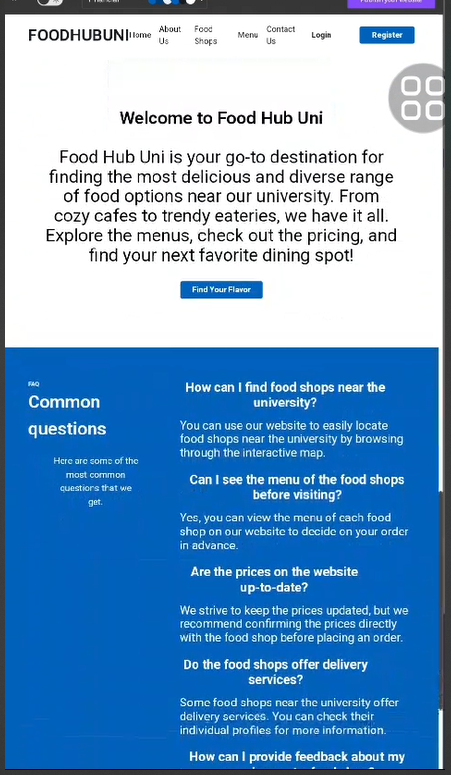 FOODHUBUNI
Home
About
Us
Food
Shops
Menu
Contact
Us
Login
Register
Welcome to Food Hub Uni
Food Hub Uni is your go-to destination for
finding the most delicious and diverse range
of food options near our university. From
cozy cafes to trendy eateries, we have it all.
Explore the menus, check out the pricing, and
find your next favorite dining spot!
Find Your Flavor
FAQ
Common
questions
Here are some of the
most common
questions that we
get.
How can I find food shops near the
university?
You can use our website to easily locate
food shops near the university by browsing
through the interactive map.
Can I see the menu of the food shops
before visiting?
Yes, you can view the menu of each food
shop on our website to decide on your order
in advance.
Are the prices on the website
up-to-date?
We strive to keep the prices updated, but we
recommend confirming the prices directly
with the food shop before placing an order.
Do the food shops offer delivery
services?
Some food shops near the university offer
delivery services. You can check their
individual profiles for more information.
How can I provide feedback about my